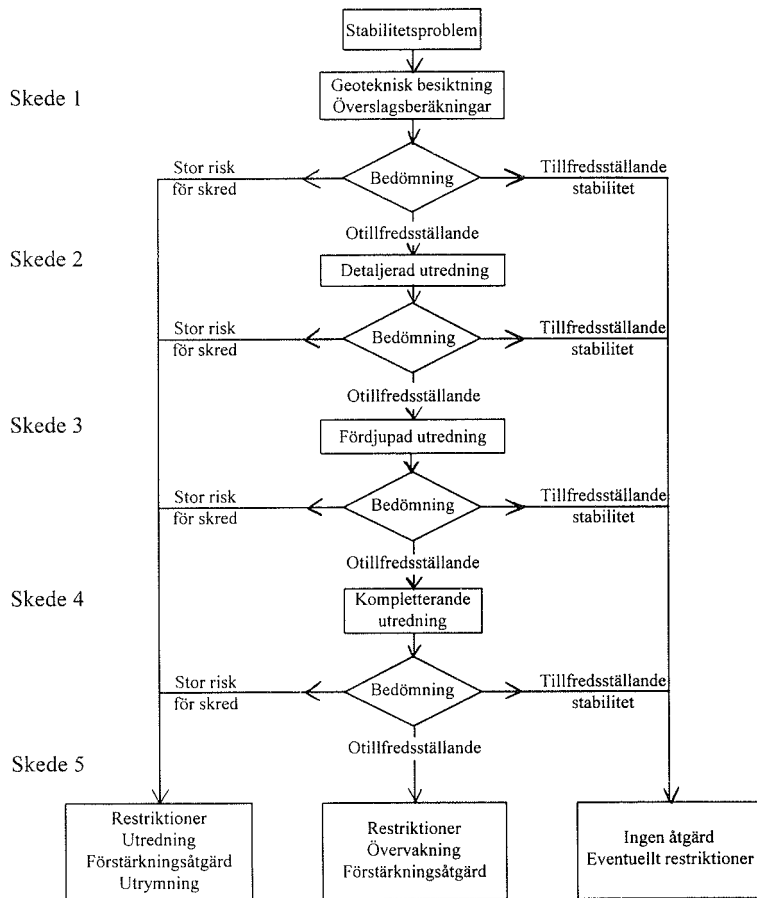 Stabilitetsproblem
Skede 1
Geoteknisk besiktning
Överslagsberäkningar
Stor risk
för skred
Bedömning
Tillfredsställande
stabilitet
Otillfredsställande
Skede 2
Detaljerad utredning
Stor risk
för skred
Bedömning
Tillfredsställande
stabilitet
Otillfredsställande
Skede 3
Fördjupad utredning
Stor risk
för skred
Bedömning
Tillfredsställande
stabilitet
Otillfredsställande
Skede 4
Kompletterande
utredning
Stor risk
för skred
Bedömning
Tillfredsställande
stabilitet
Otillfredsställande
Skede 5
Restriktioner
Utredning
Förstärkningsåtgärd
Utrymning
Restriktioner
Övervakning
Förstärkningsåtgärd
Ingen åtgärd
Eventuellt restriktioner